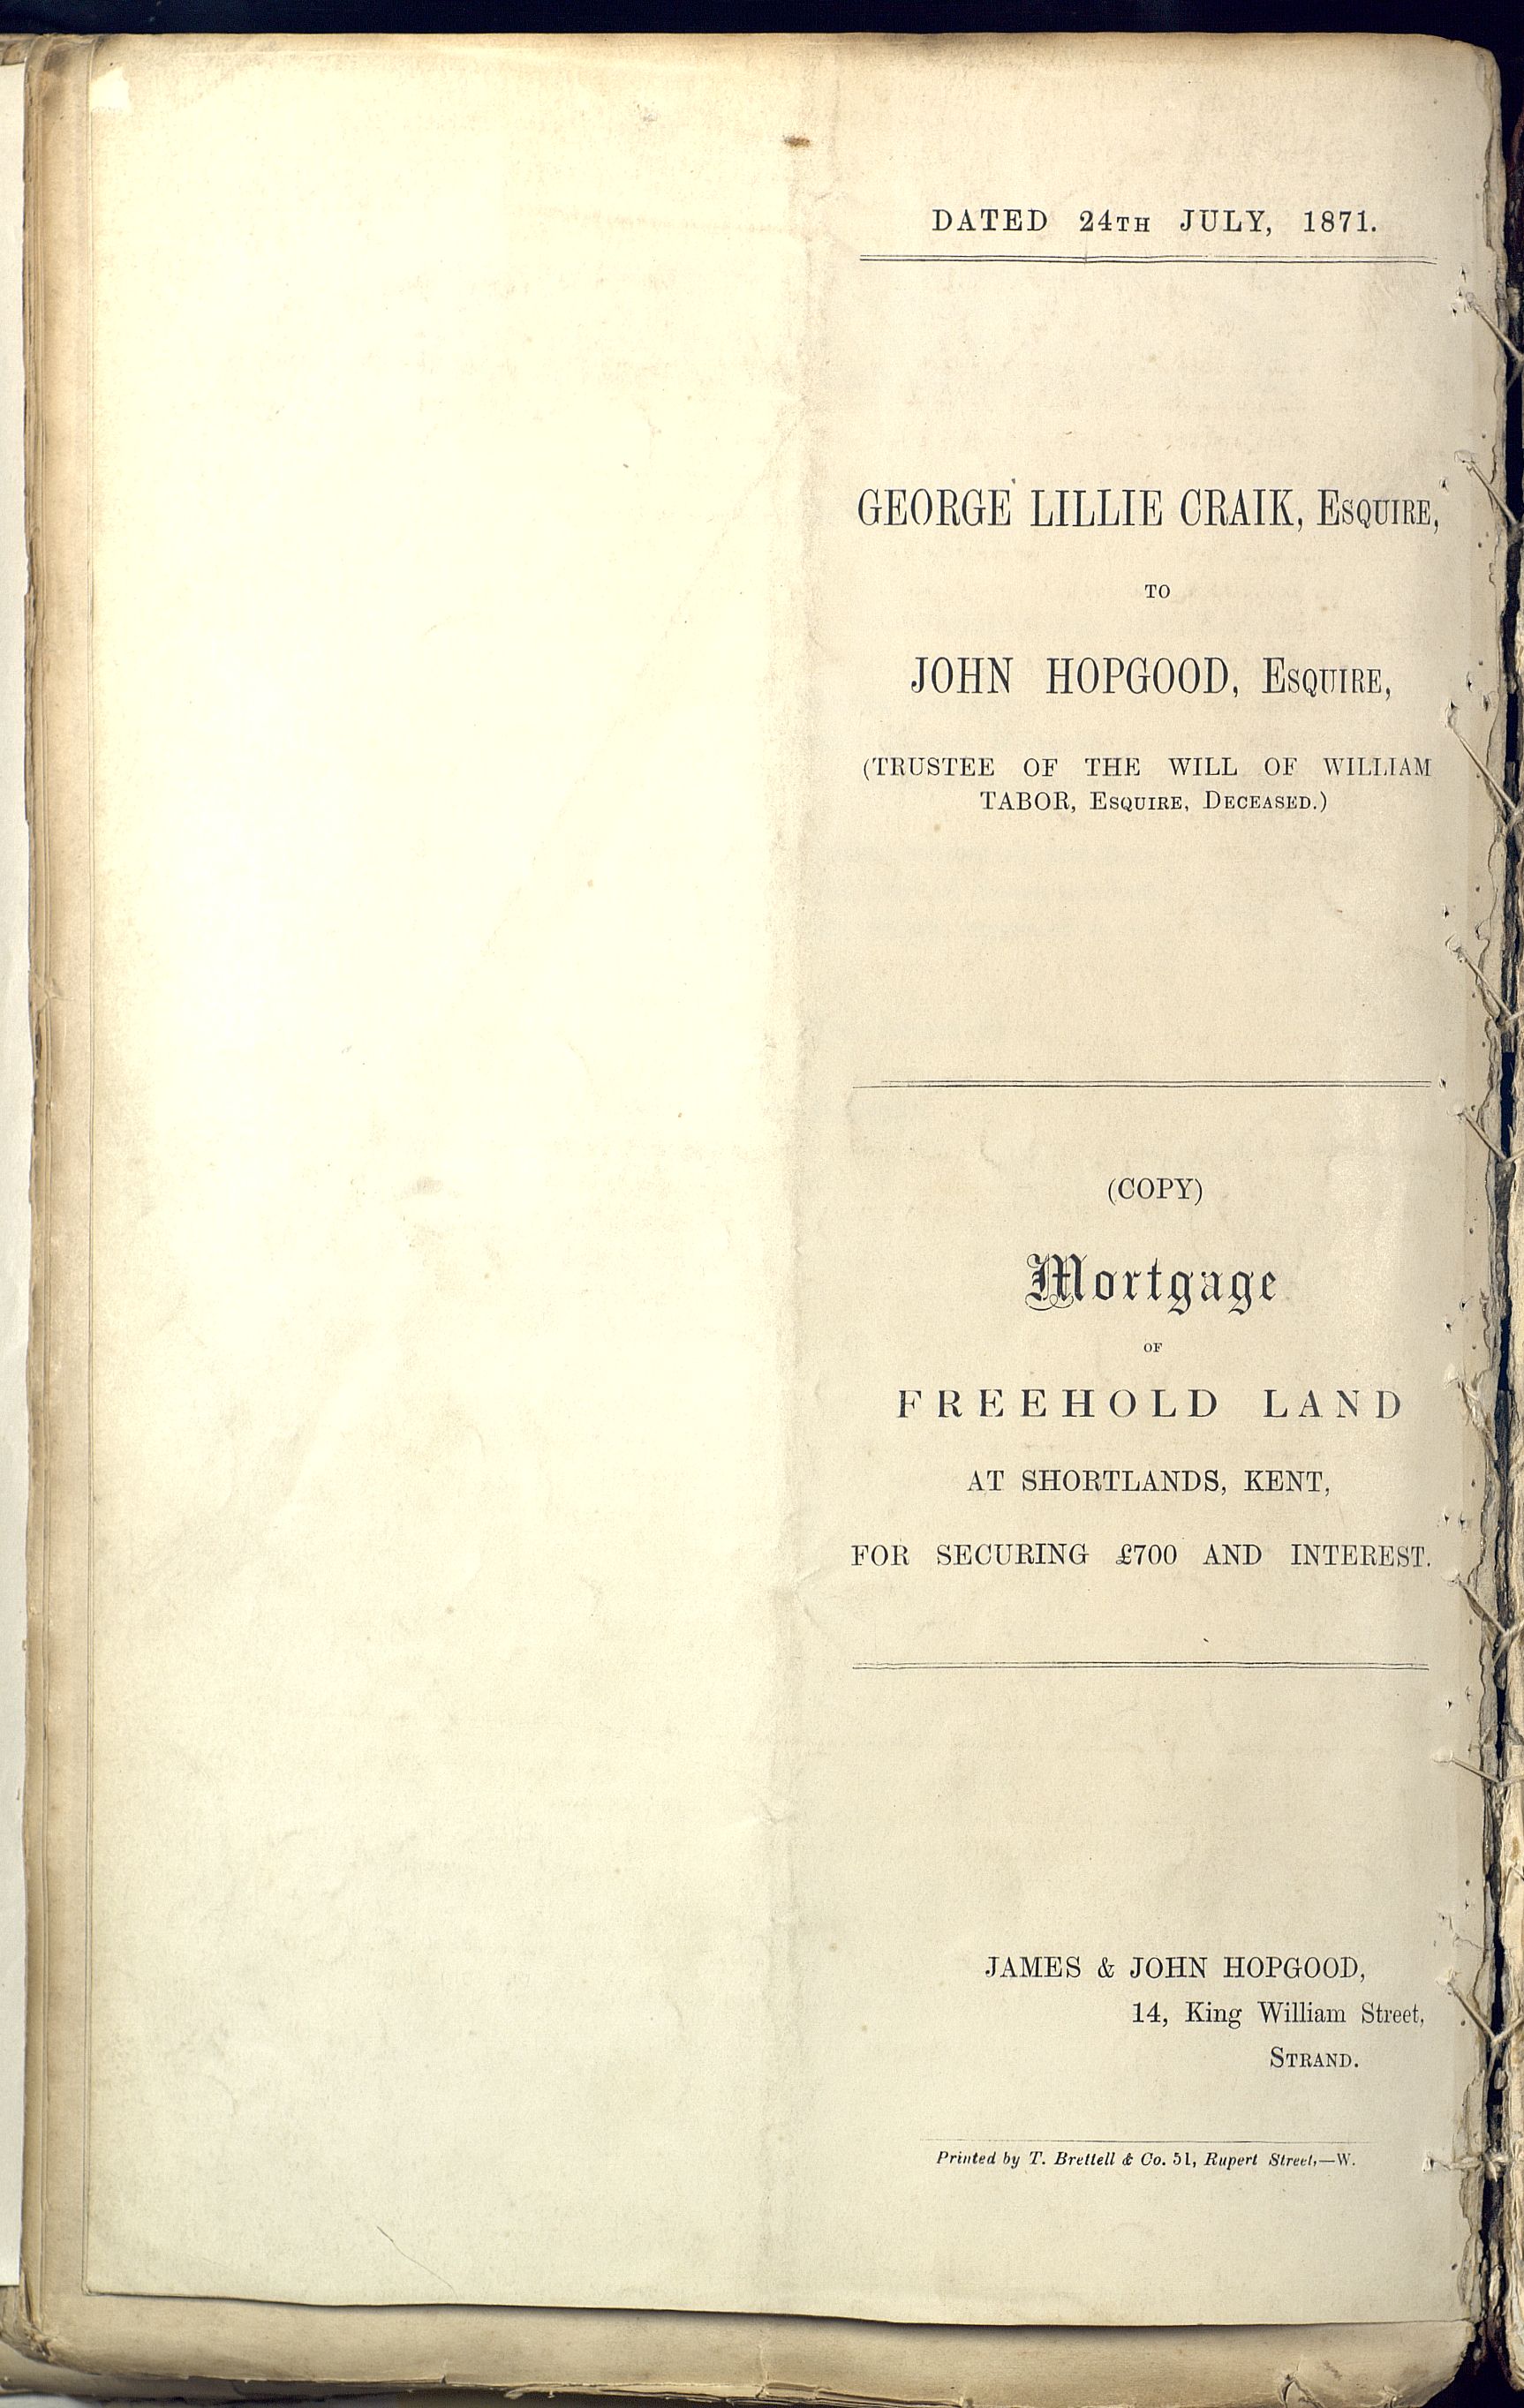 DATED 24TH JULY, 1871.
GEORGE LILLIE CRAIK, ESQUIRE,
TO
JOHN HOPGOOD, ESQUIRE,
(TRUSTEE OF THE WILL OF WILLIAM
TABOR, ESQUIRE, DECEASED.)
(COPY)
Mortgage
OF
FREEHOLD LAND
AT SHORTLANDS, KENT,
FOR SECURING £700 AND INTEREST.
JAMES & JOHN HOPGOOD,
14, King William Street,
STRAND.
Printed by T. Brettell & Co. 51, Rupert Street,—W.